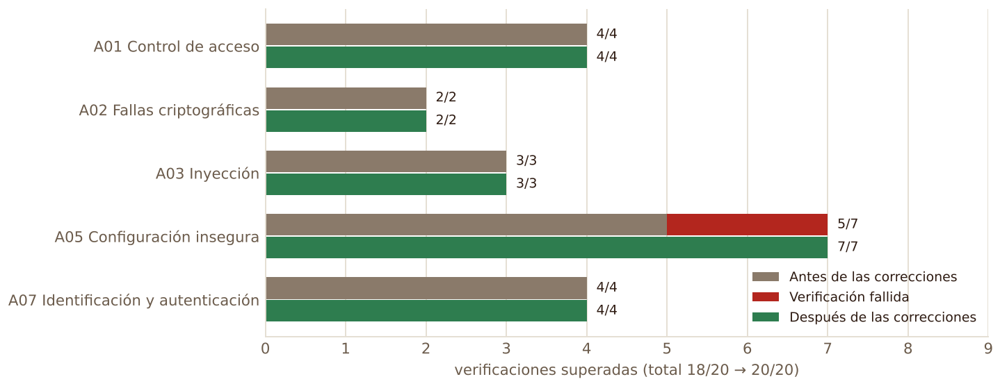 A01 Control de acceso
4/4
4/4
A02 Fallas criptográficas
2/2
2/2
A03 Inyección
3/3
3/3
A05 Configuración insegura
5/7
7/7
A07 Identificación y autenticación
4/4
4/4
Antes de las correcciones
Verificación fallida
Después de las correcciones
0 1 2 3 4 5 6 7 8 9
verificaciones superadas (total 18/20 → 20/20)